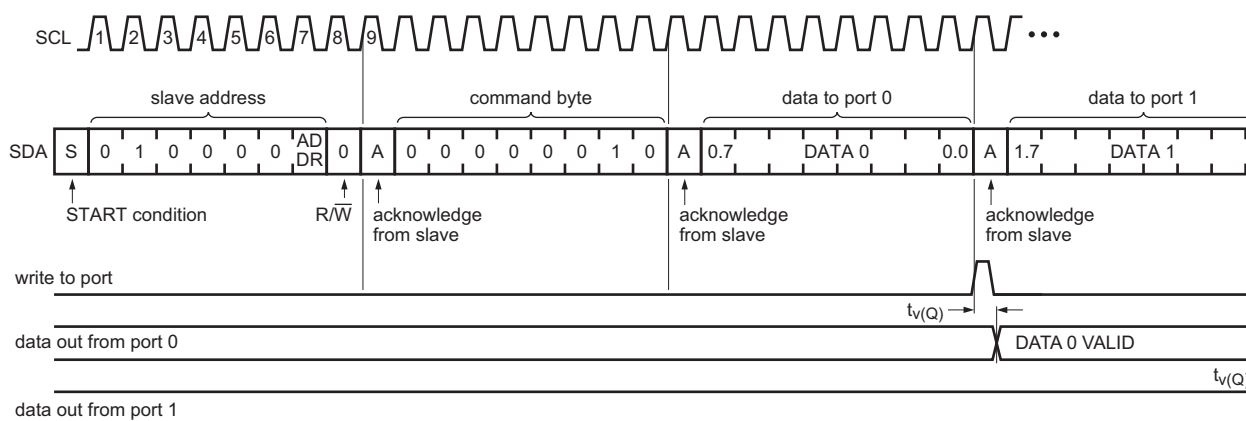 SCL 1 2 3 4 5 6 7 8 9 •••
slave address command byte data to port 0 data to port 1
SDA S 0 1 0 0 0 0 AD DR 0 A 0 0 0 0 0 0 1 0 A 0.7 DATA 0 0.0 A 1.7 DATA 1
START condition R/W̅ acknowledge from slave acknowledge from slave acknowledge from slave
write to port
tv(Q)
data out from port 0 DATA 0 VALID
tv(Q)
data out from port 1